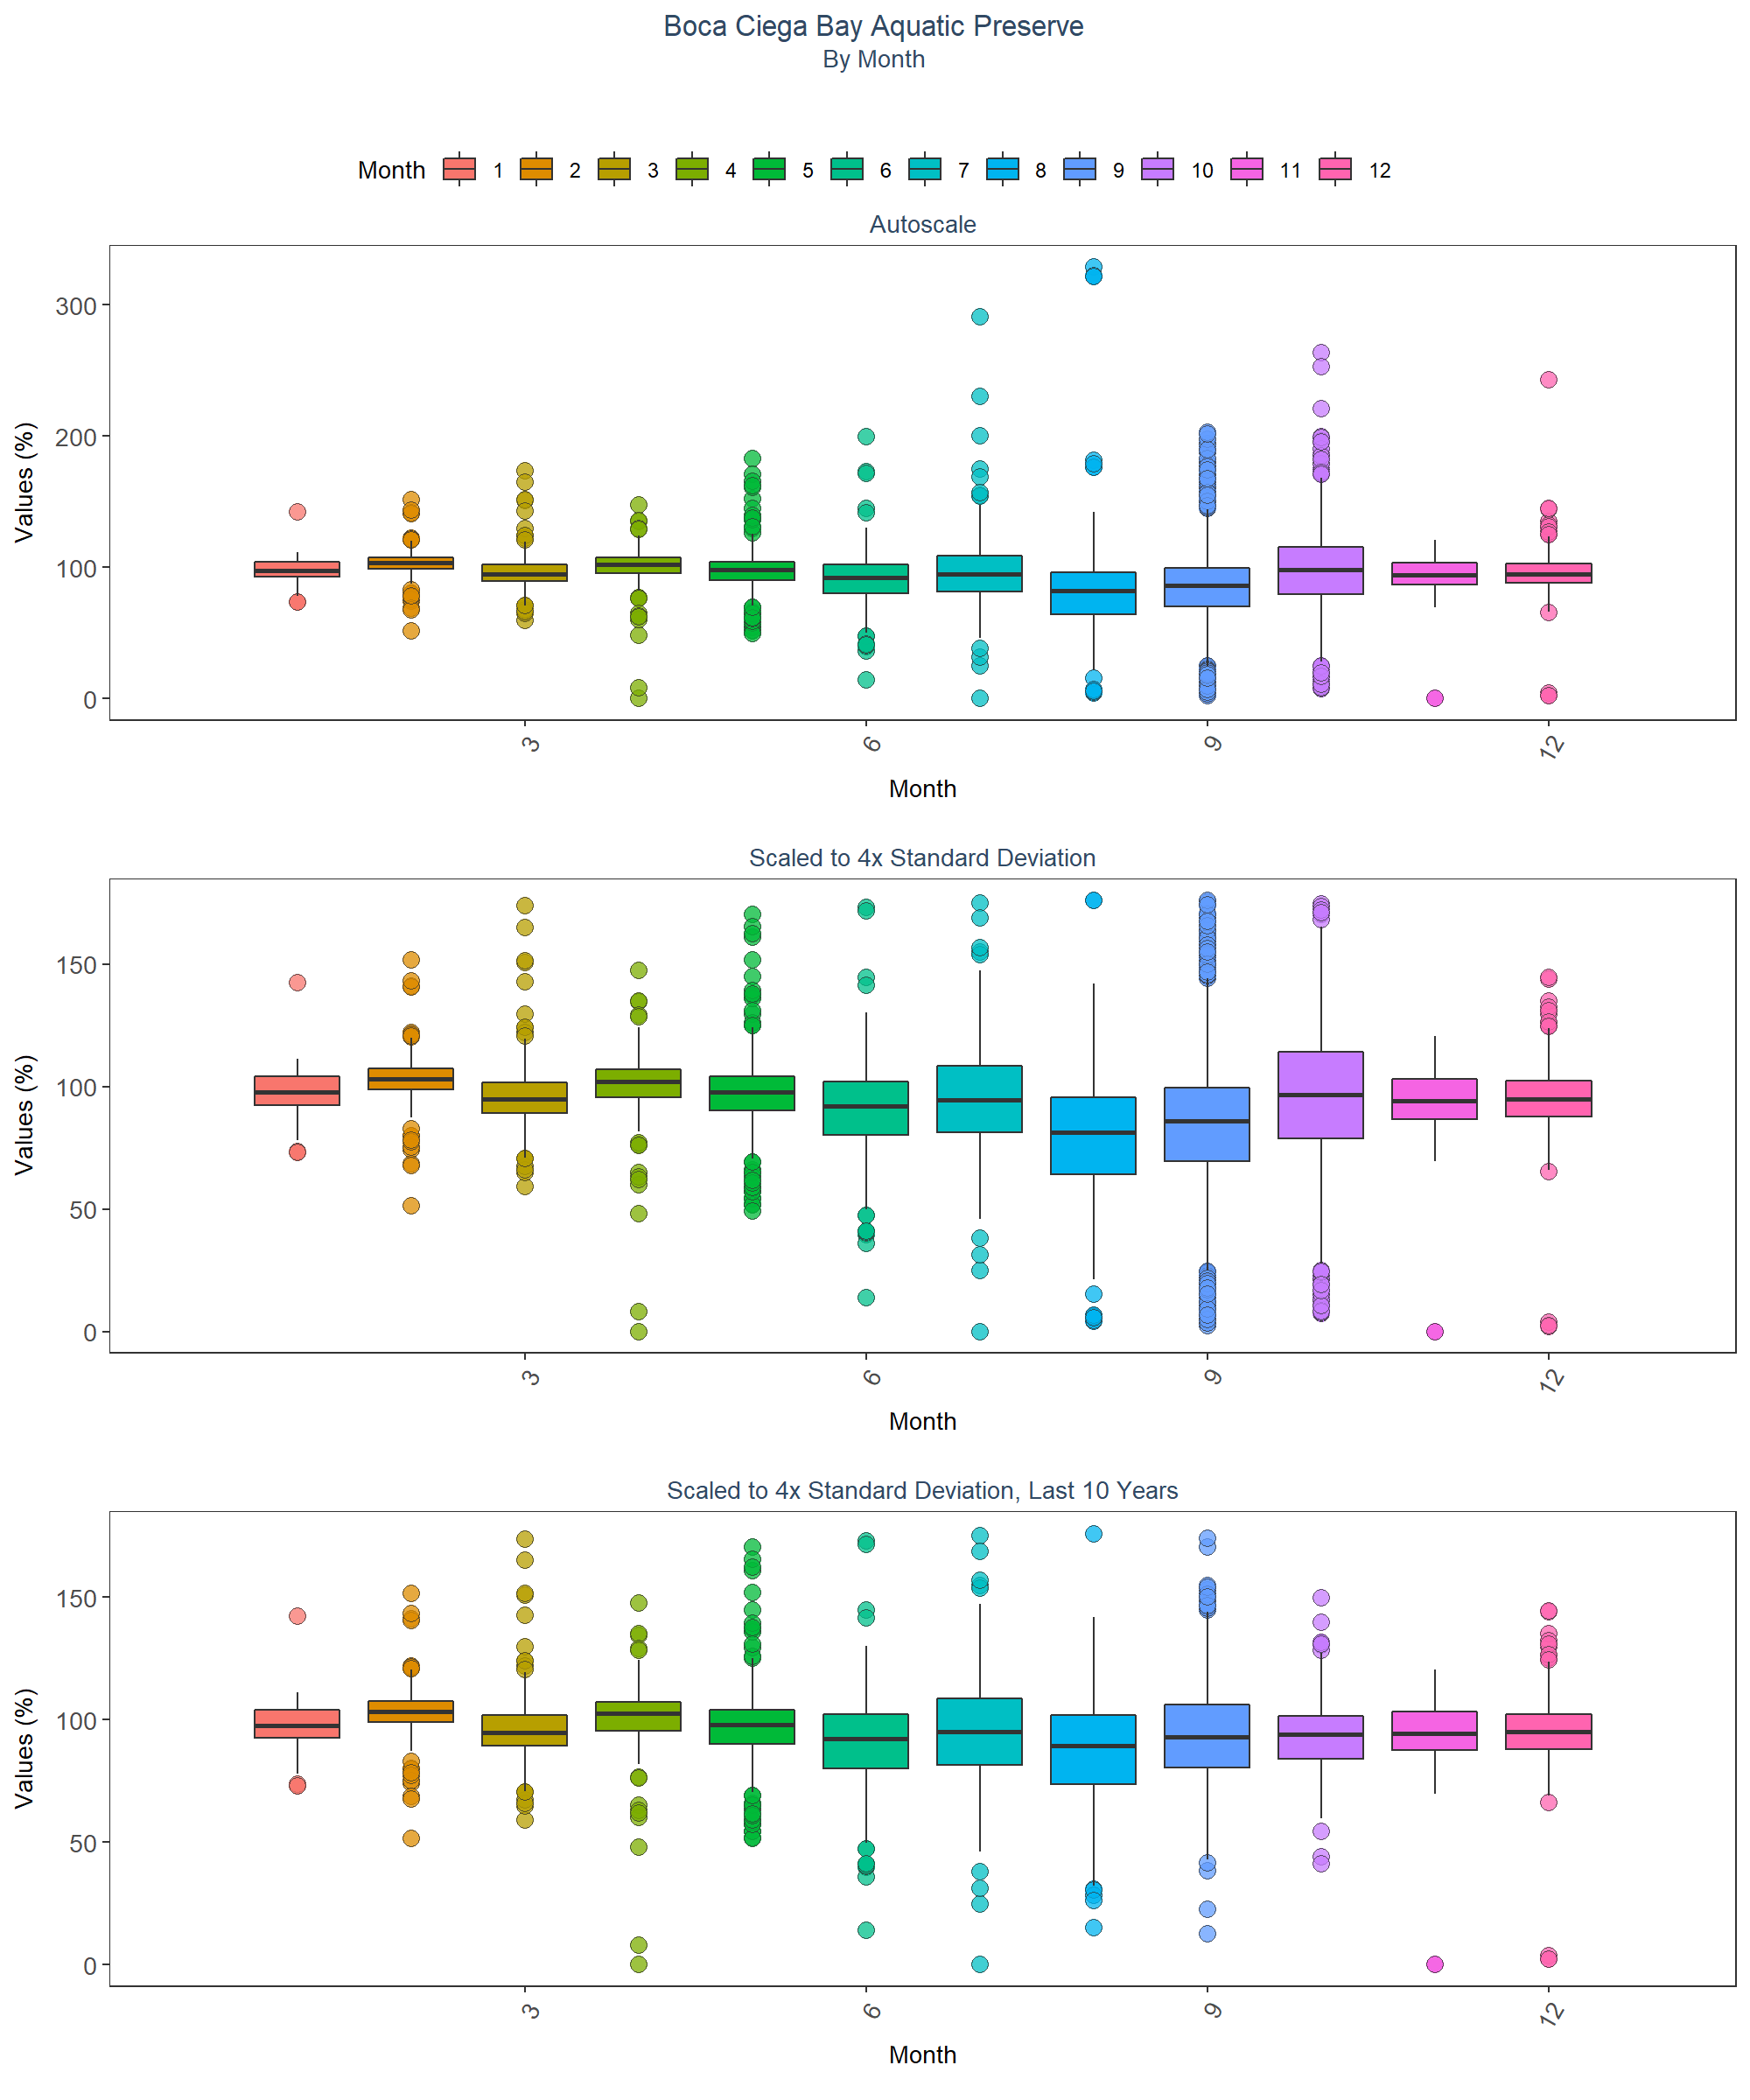 Boca Ciega Bay Aquatic Preserve
By Month
Month 1 2 3 4 5 6 7 8 9 10 11 12
Autoscale
Values (%)
300
200
100
0
3 6 9 12
Month
Scaled to 4x Standard Deviation
Values (%)
150
100
50
0
3 6 9 12
Month
Scaled to 4x Standard Deviation, Last 10 Years
Values (%)
150
100
50
0
3 6 9 12
Month